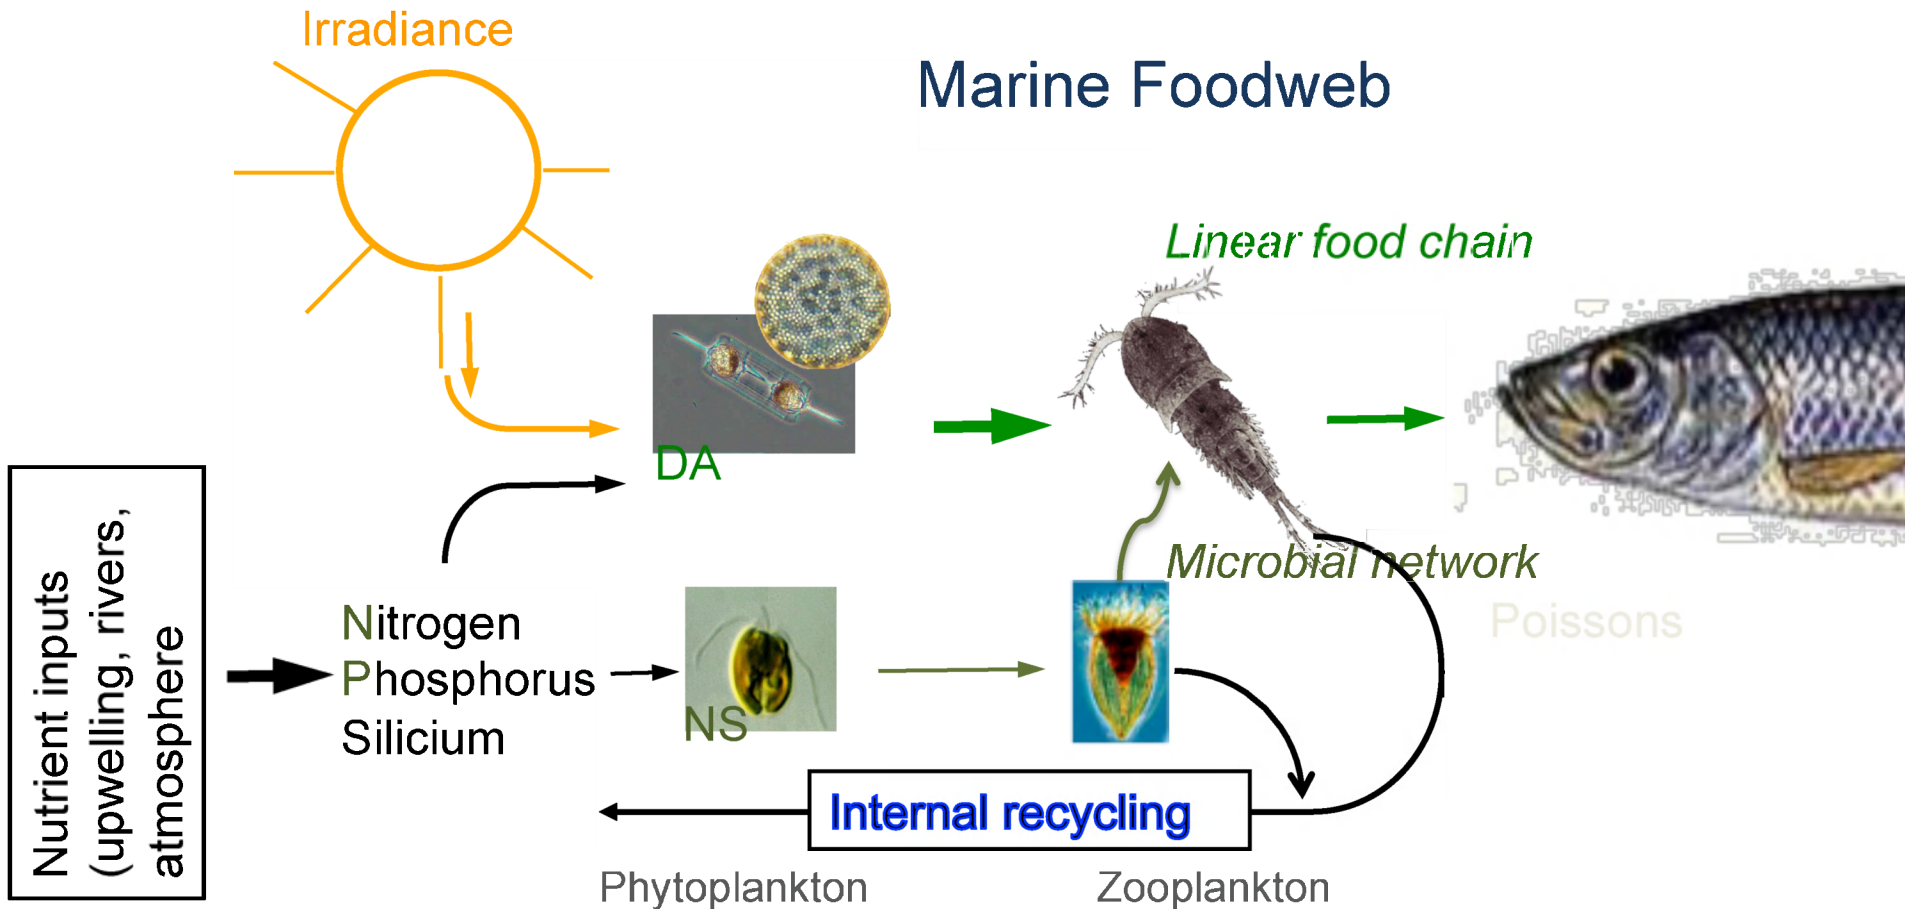 Irradiance
Marine Foodweb
Linear food chain
DA
Nutrient inputs
(upwelling, rivers,
atmosphere
Microbial network
Nitrogen
Phosphorus
Silicium
NS
Poissons
Internal recycling
Phytoplankton
Zooplankton